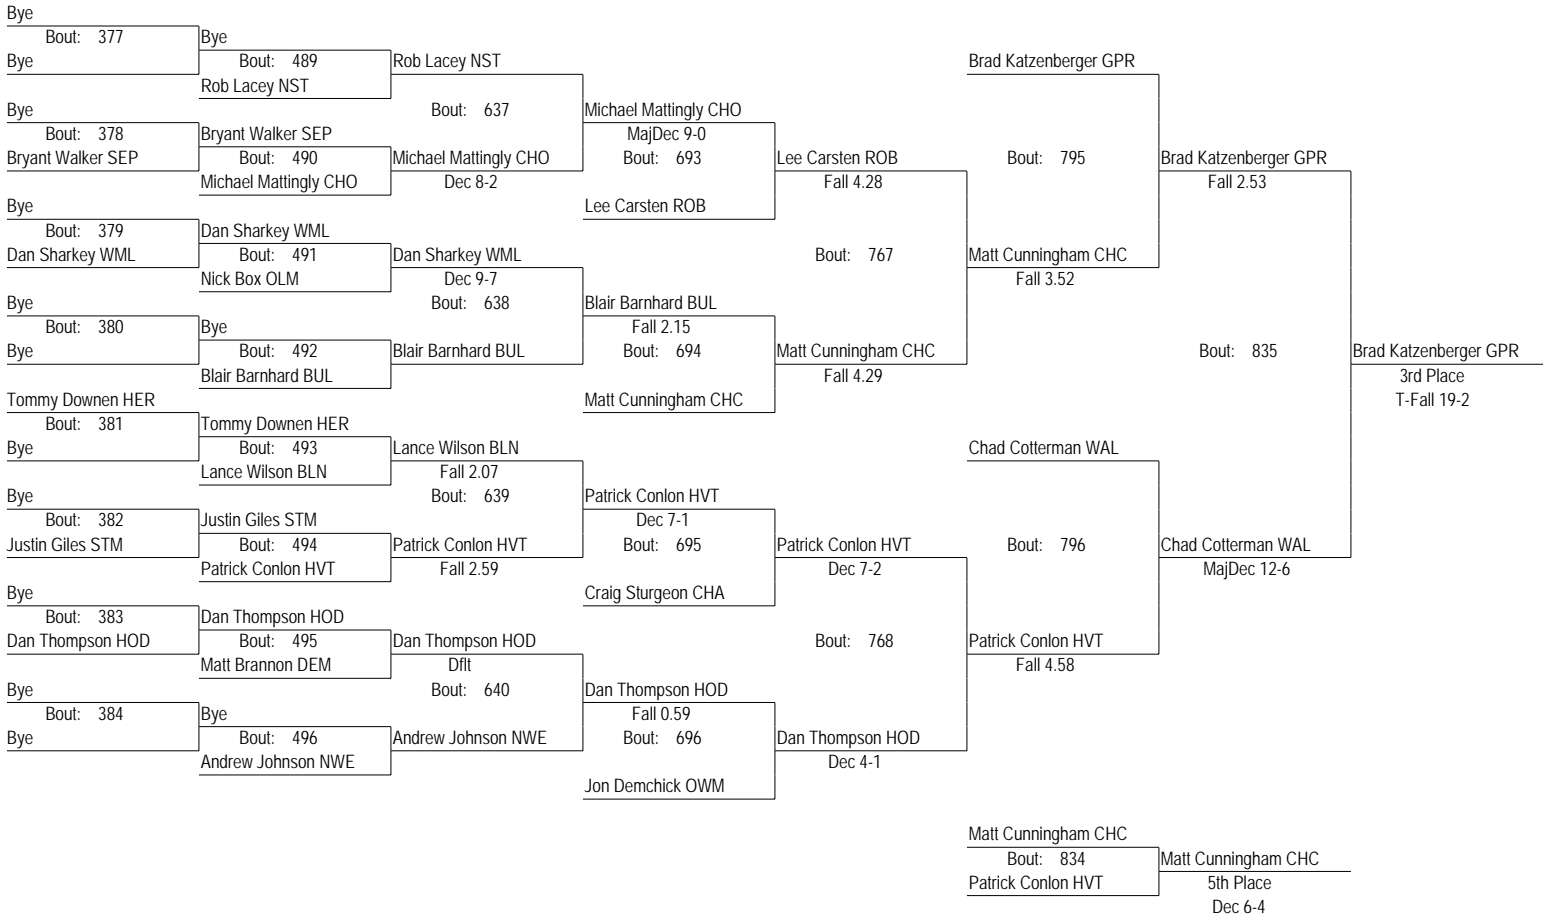 Bye
Bout: 377
Bye
Bye
Bout: 489
Rob Lacey NST
Rob Lacey NST
Bye
Bout: 378
Bryant Walker SEP
Bryant Walker SEP
Bout: 490
Michael Mattingly CHO
Bout: 637
Michael Mattingly CHO
Dec 8-2
Michael Mattingly CHO
MajDec 9-0
Bout: 693
Lee Carsten ROB
Lee Carsten ROB
Fall 4.28
Bye
Bout: 379
Dan Sharkey WML
Dan Sharkey WML
Bout: 491
Nick Box OLM
Dan Sharkey WML
Dec 9-7
Bout: 638
Bye
Bout: 380
Bye
Bye
Bout: 492
Blair Barnhard BUL
Blair Barnhard BUL
Blair Barnhard BUL
Fall 2.15
Bout: 694
Matt Cunningham CHC
Matt Cunningham CHC
Fall 4.29
Bout: 767
Matt Cunningham CHC
Fall 3.52
Brad Katzenberger GPR
Bout: 795
Brad Katzenberger GPR
Fall 2.53
Tommy Downen HER
Bout: 381
Bye
Tommy Downen HER
Bout: 493
Lance Wilson BLN
Lance Wilson BLN
Fall 2.07
Bout: 639
Bye
Bout: 382
Justin Giles STM
Justin Giles STM
Bout: 494
Patrick Conlon HVT
Patrick Conlon HVT
Fall 2.59
Patrick Conlon HVT
Dec 7-1
Bout: 695
Craig Sturgeon CHA
Patrick Conlon HVT
Dec 7-2
Bye
Bout: 383
Dan Thompson HOD
Dan Thompson HOD
Bout: 495
Matt Brannon DEM
Dan Thompson HOD
Dflt
Bout: 640
Bye
Bout: 384
Bye
Bye
Bout: 496
Andrew Johnson NWE
Andrew Johnson NWE
Dan Thompson HOD
Fall 0.59
Bout: 696
Jon Demchick OWM
Dan Thompson HOD
Dec 4-1
Bout: 768
Patrick Conlon HVT
Fall 4.58
Chad Cotterman WAL
Bout: 796
Chad Cotterman WAL
MajDec 12-6
Bout: 835
Brad Katzenberger GPR
3rd Place
T-Fall 19-2
Matt Cunningham CHC
Bout: 834
Patrick Conlon HVT
Matt Cunningham CHC
5th Place
Dec 6-4